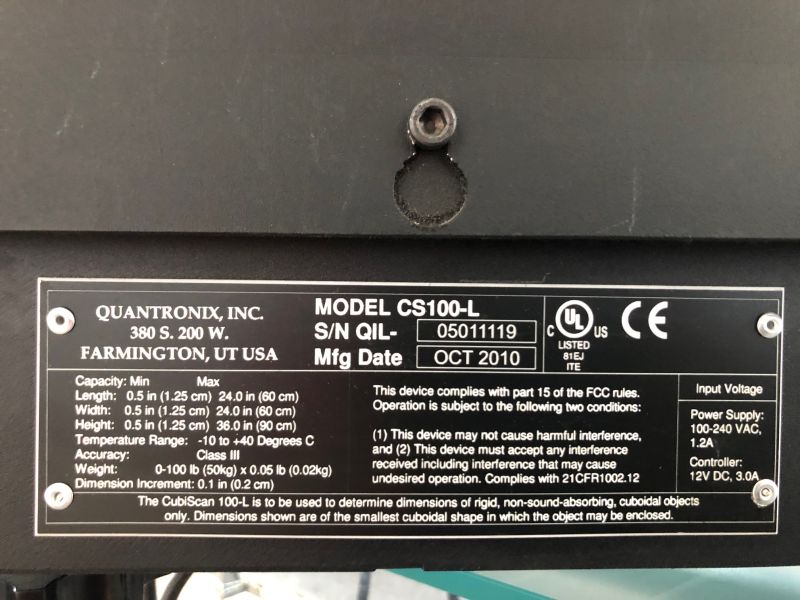 QUANTRONIX, INC.
380 S. 200 W.
FARMINGTON, UT USA
MODEL CS100-L
S/N QIL- 05011119
Mfg Date OCT 2010
C UL US CE
LISTED
81EJ
ITE
Capacity: Min Max
Length: 0.5 in (1.25 cm) 24.0 in (60 cm)
Width: 0.5 in (1.25 cm) 24.0 in (60 cm)
Height: 0.5 in (1.25 cm) 36.0 in (90 cm)
Temperature Range: -10 to +40 Degrees C
Accuracy: Class III
Weight: 0-100 lb (50kg) x 0.05 lb (0.02kg)
Dimension Increment: 0.1 in (0.2 cm)
This device complies with part 15 of the FCC rules.
Operation is subject to the following two conditions:
(1) This device may not cause harmful interference,
and (2) This device must accept any interference
received including interference that may cause
undesired operation. Complies with 21CFR1002.12
Input Voltage
Power Supply:
100-240 VAC,
1.2A
Controller:
12V DC, 3.0A
The CubiScan 100-L is to be used to determine dimensions of rigid, non-sound-absorbing, cuboidal objects
only. Dimensions shown are of the smallest cuboidal shape in which the object may be enclosed.